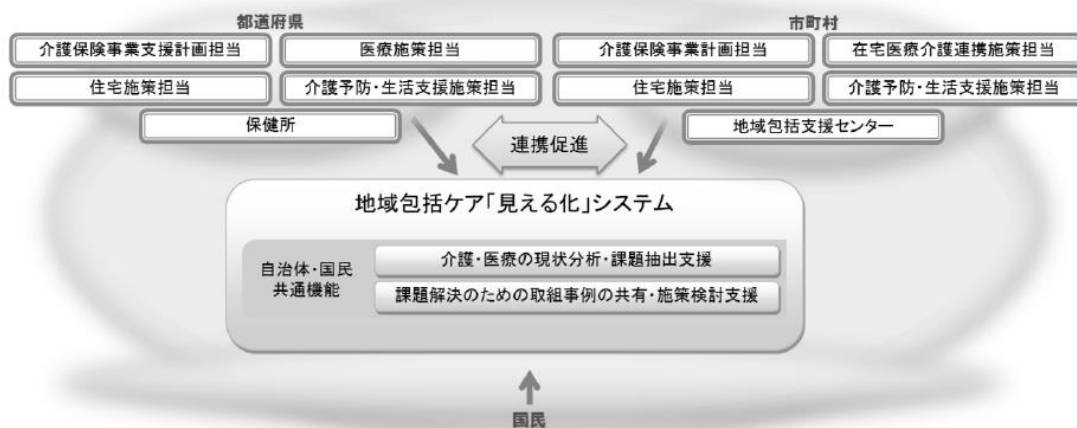 都道府県
市町村
介護保険事業支援計画担当
医療施策担当
介護保険事業計画担当
在宅医療介護連携施策担当
住宅施策担当
介護予防・生活支援施策担当
住宅施策担当
介護予防・生活支援施策担当
保健所
地域包括支援センター
連携促進
地域包括ケア「見える化」システム
自治体・国民
共通機能
介護・医療の現状分析・課題抽出支援
課題解決のための取組事例の共有・施策検討支援
国民